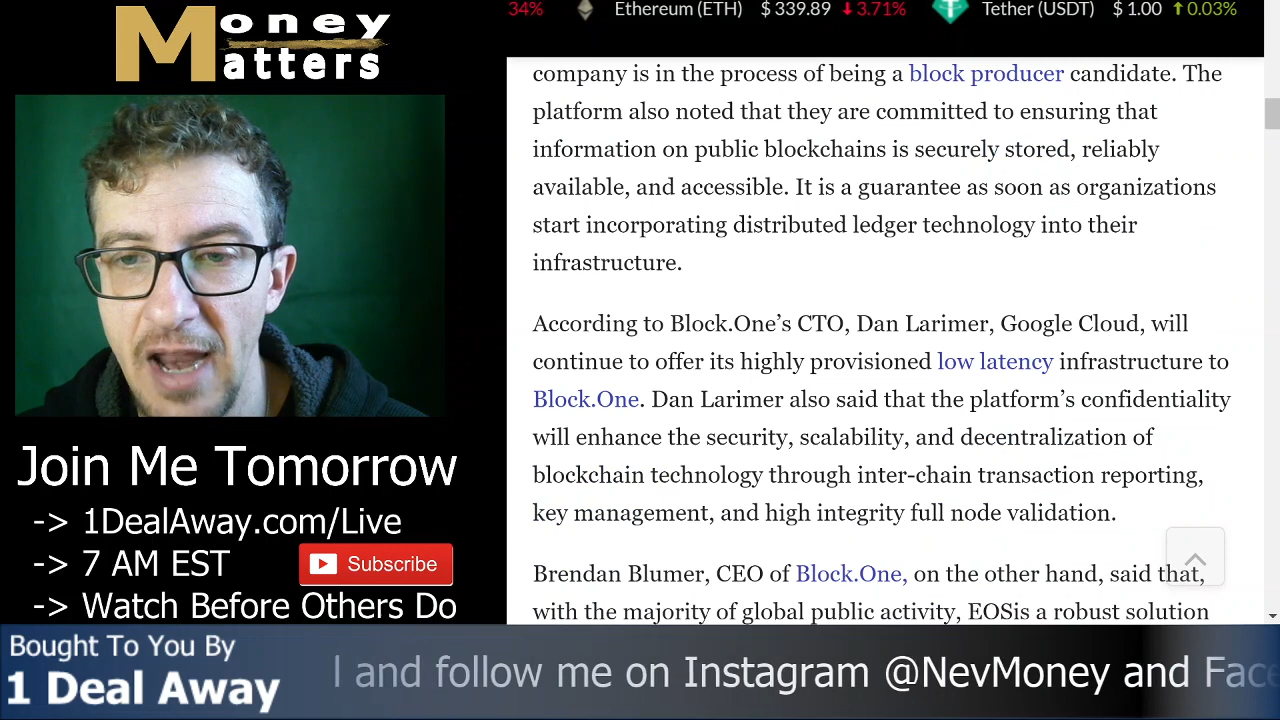 Money
Matters
34% Ethereum (ETH) $ 339.89 3.71% Tether (USDT) $ 1.00 0.03%
company is in the process of being a block producer candidate. The
platform also noted that they are committed to ensuring that
information on public blockchains is securely stored, reliably
available, and accessible. It is a guarantee as soon as organizations
start incorporating distributed ledger technology into their
infrastructure.
According to Block.One’s CTO, Dan Larimer, Google Cloud, will
continue to offer its highly provisioned low latency infrastructure to
Block.One. Dan Larimer also said that the platform’s confidentiality
will enhance the security, scalability, and decentralization of
blockchain technology through inter-chain transaction reporting,
key management, and high integrity full node validation.
Brendan Blumer, CEO of Block.One, on the other hand, said that,
with the majority of global public activity, EOSis a robust solution
Join Me Tomorrow
-> 1DealAway.com/Live
-> 7 AM EST
Subscribe
-> Watch Before Others Do
Bought To You By
1 Deal Away
l and follow me on Instagram @NevMoney and Face